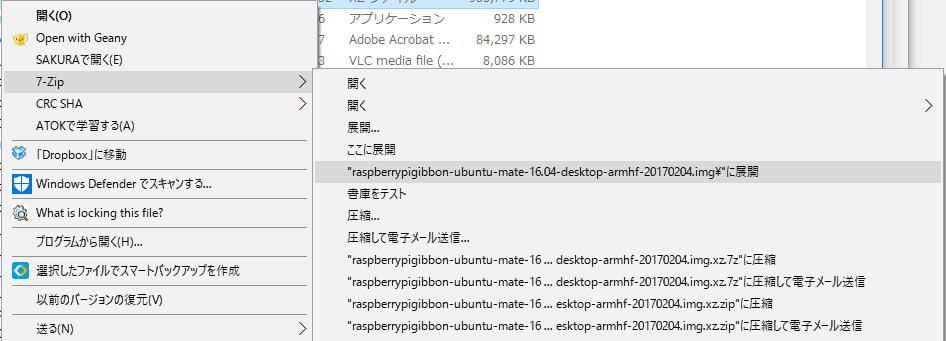 開く(O)
Open with Geany
SAKURAで開く(E)
7-Zip
CRC SHA
ATOKで学習する(A)
「Dropbox」に移動
Windows Defender でスキャンする...
What is locking this file?
プログラムから開く(H)...
選択したファイルでスマートバックアップを作成
以前のバージョンの復元(V)
送る(N)
アプリケーション 928 KB
7 Adobe Acrobat ... 84,297 KB
VLC media file (... 8,086 KB
開く
開く
展開...
ここに展開
"raspberrypigibbon-ubuntu-mate-16.04-desktop-armhf-20170204.img¥"に展開
書庫をテスト
圧縮...
圧縮して電子メール送信...
"raspberrypigibbon-ubuntu-mate-16 ... desktop-armhf-20170204.img.xz.7z"に圧縮
"raspberrypigibbon-ubuntu-mate-16 ... desktop-armhf-20170204.img.xz.7z"に圧縮して電子メール送信
"raspberrypigibbon-ubuntu-mate-16 ... esktop-armhf-20170204.img.xz.zip"に圧縮
"raspberrypigibbon-ubuntu-mate-16 ... esktop-armhf-20170204.img.xz.zip"に圧縮して電子メール送信